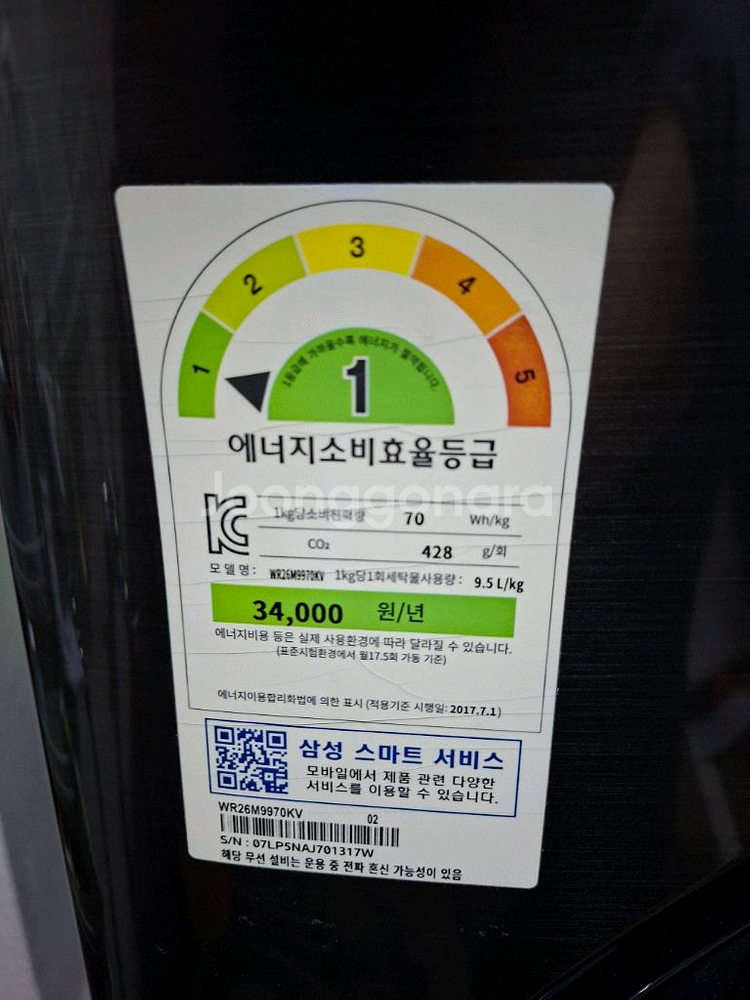 1 2 3 4 5
1등급에 가까울수록 에너지가 절약됩니다.
1
에너지소비효율등급
Joonggonara
1kg당소비전력량 70 Wh/kg
CO₂ 428 g/회
모델명: WR26M9970KV 1kg당1회세탁물사용량: 9.5 L/kg
34,000 원/년
에너지비용 등은 실제 사용환경에 따라 달라질 수 있습니다.
(표준시험환경에서 월17.5회 가동 기준)
에너지이용합리화법에 의한 표시 (적용기준 시행일: 2017.7.1)
삼성 스마트 서비스
모바일에서 제품 관련 다양한
서비스를 이용할 수 있습니다.
WR26M9970KV 02
S/N : 07LP5NAJ701317W
해당 무선 설비는 운용 중 전파 혼신 가능성이 있음